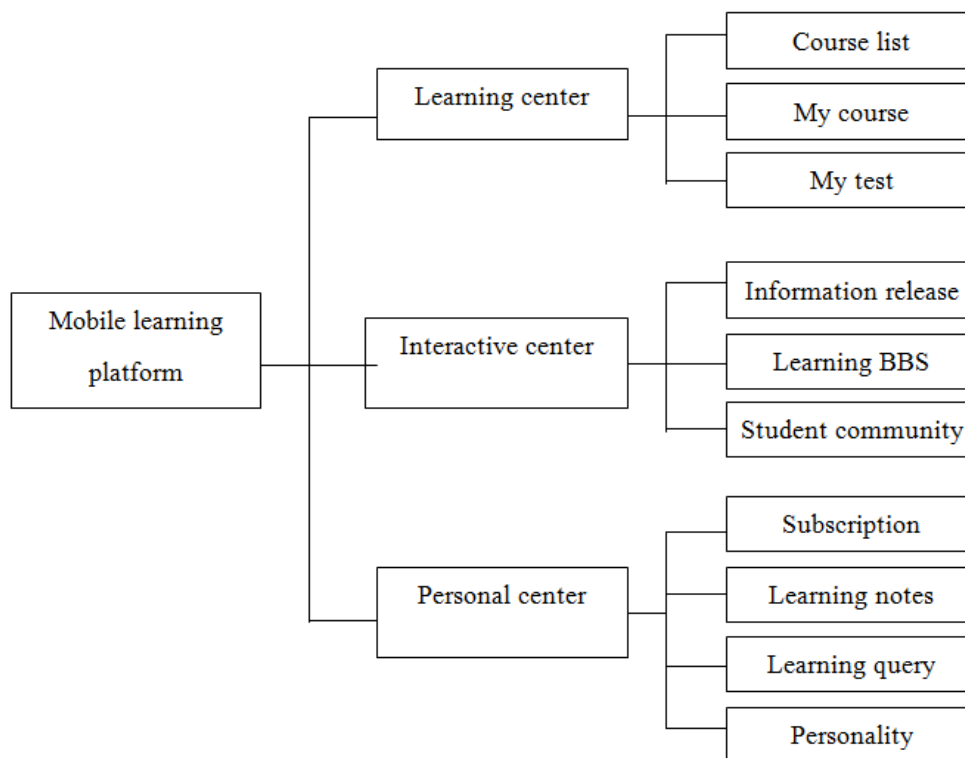 Mobile learning
platform
Learning center
Course list
My course
My test
Interactive center
Information release
Learning BBS
Student community
Personal center
Subscription
Learning notes
Learning query
Personality